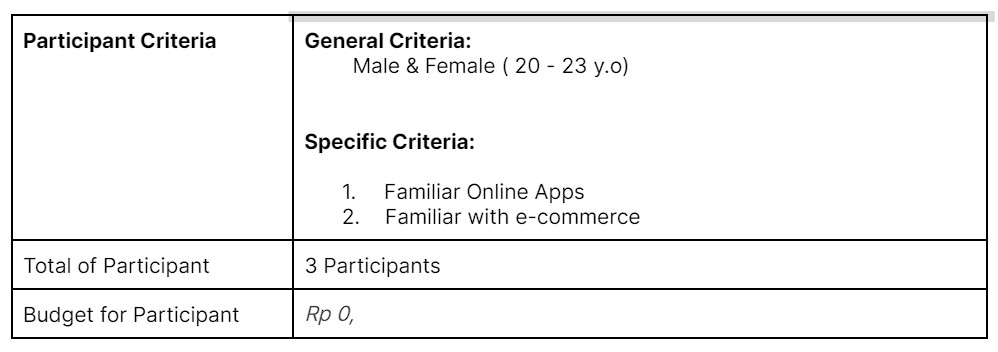 Participant Criteria
General Criteria:
Male & Female ( 20 - 23 y.o)
Specific Criteria:
1. Familiar Online Apps
2. Familiar with e-commerce
Total of Participant
3 Participants
Budget for Participant
Rp 0,